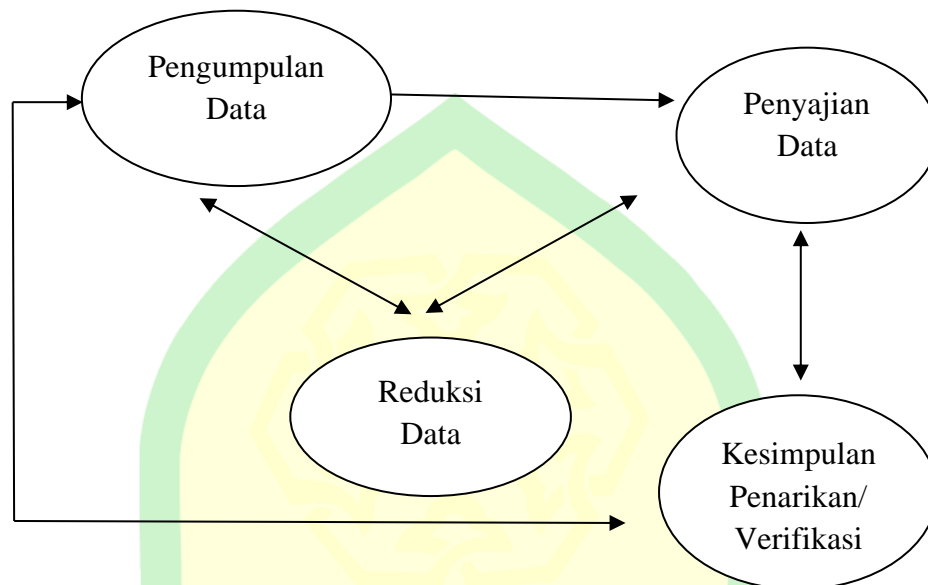 Pengumpulan
Data
Penyajian
Data
Reduksi
Data
Kesimpulan
Penarikan/
Verifikasi